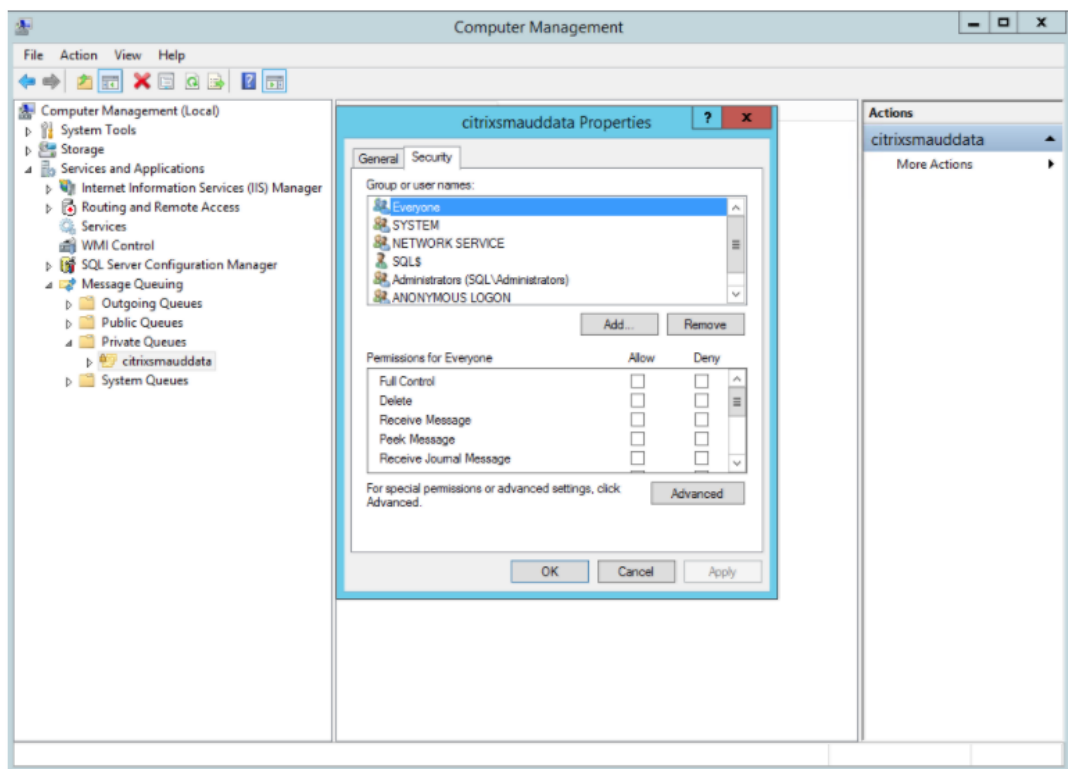 Computer Management
File Action View Help
Computer Management (Local)
System Tools
Storage
Services and Applications
Internet Information Services (IIS) Manager
Routing and Remote Access
Services
WMI Control
SQL Server Configuration Manager
Message Queuing
Outgoing Queues
Public Queues
Private Queues
citrixsmauddata
System Queues
citrixsmauddata Properties
General Security
Group or user names:
Everyone
SYSTEM
NETWORK SERVICE
SQL$
Administrators (SQL\Administrators)
ANONYMOUS LOGON
Add... Remove
Permissions for Everyone Allow Deny
Full Control
Delete
Receive Message
Peek Message
Receive Journal Message
For special permissions or advanced settings, click
Advanced.
Advanced
OK Cancel Apply
Actions
citrixsmauddata
More Actions